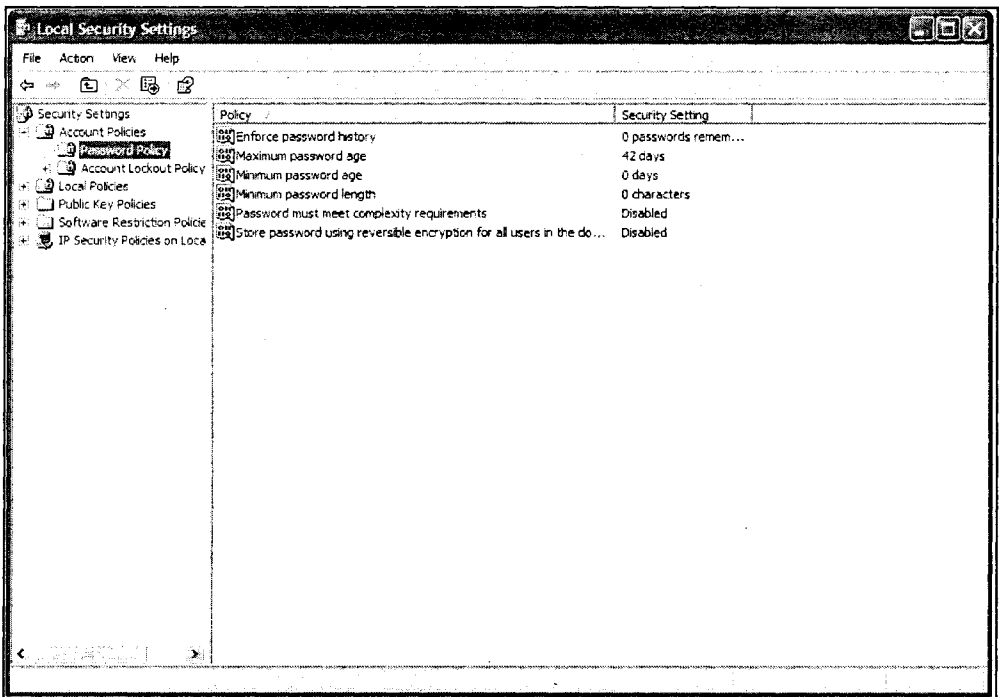 Local Security Settings
File Action View Help
Security Settings
Account Policies
Password Policy
Account Lockout Policy
Local Policies
Public Key Policies
Software Restriction Policie
IP Security Policies on Loca
Policy Security Setting
Enforce password history 0 passwords remem...
Maximum password age 42 days
Minimum password age 0 days
Minimum password length 0 characters
Password must meet complexity requirements Disabled
Store password using reversible encryption for all users in the do... Disabled